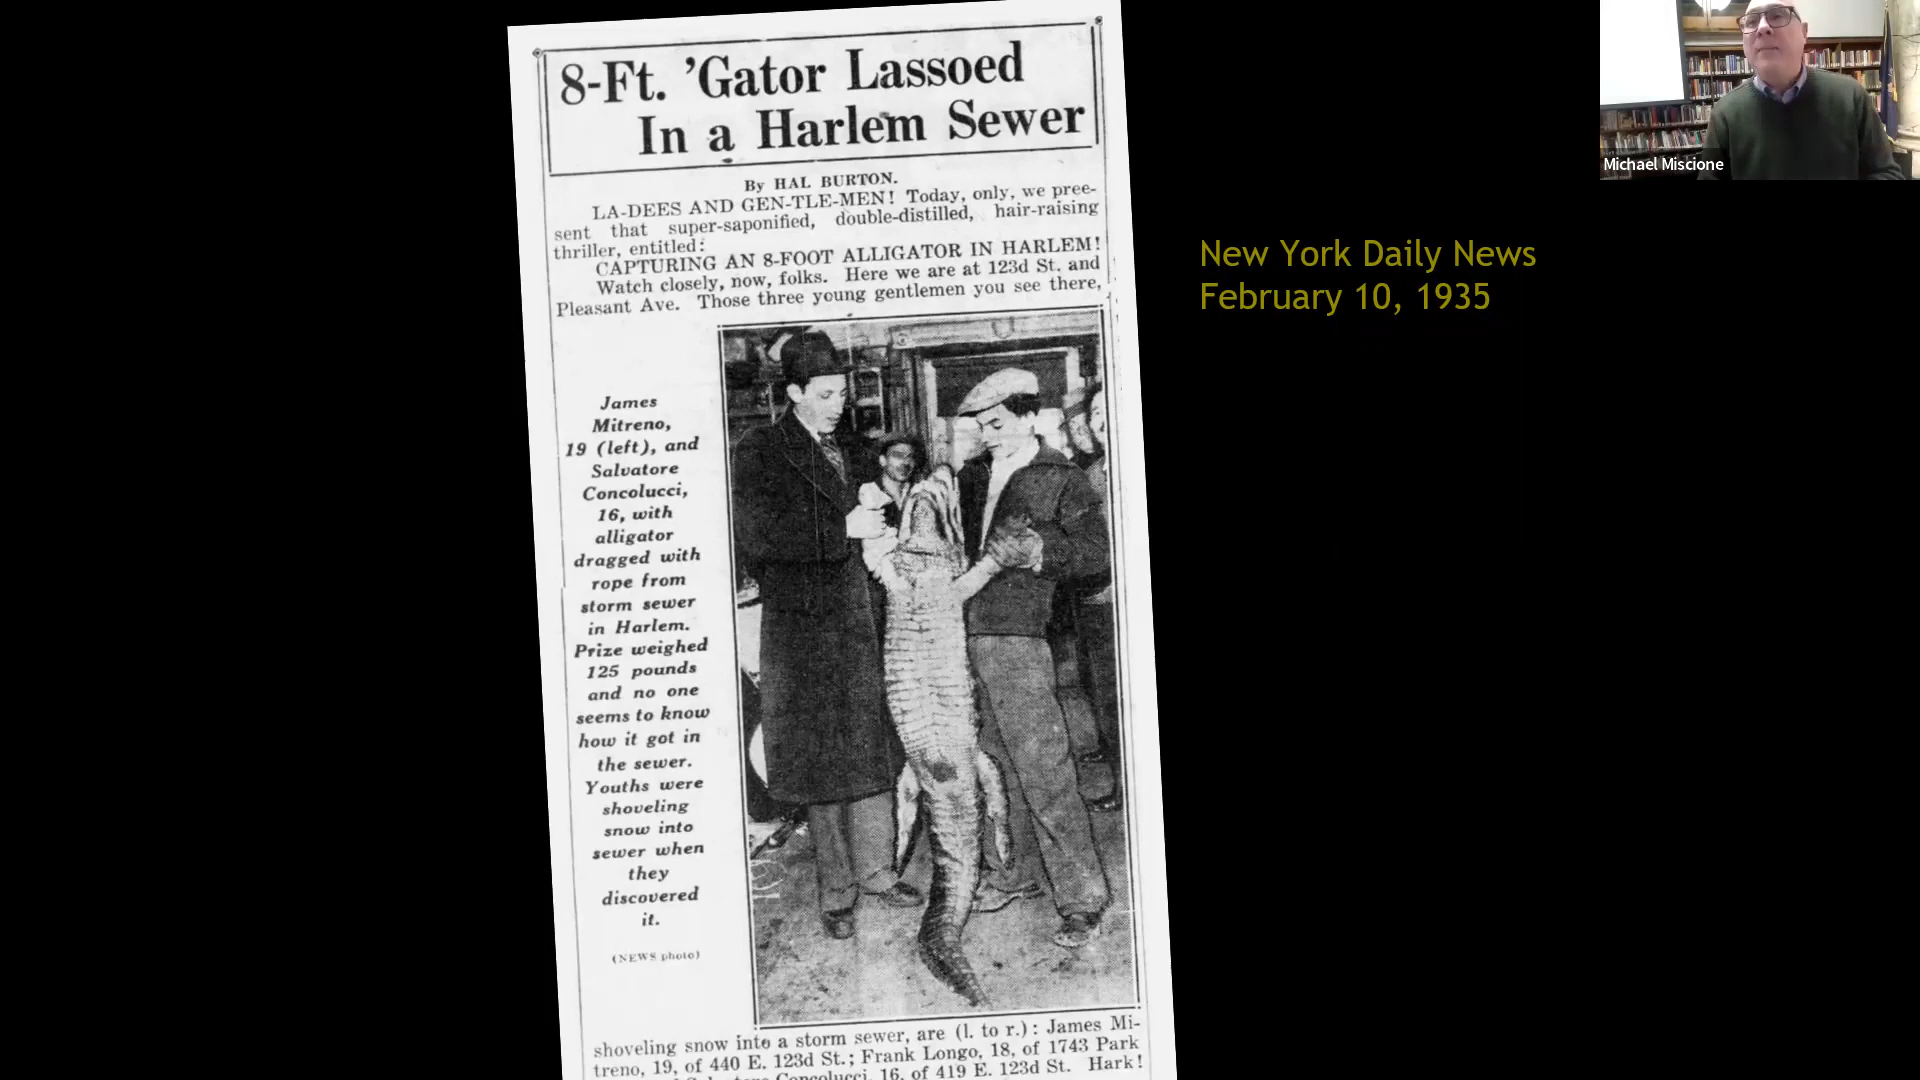 8-Ft. 'Gator Lassoed
In a Harlem Sewer
By HAL BURTON.
LA-DEES AND GEN-TLE-MEN! Today, only, we pree-
sent that super-saponified, double-distilled, hair-raising
thriller, entitled:
CAPTURING AN 8-FOOT ALLIGATOR IN HARLEM!
Watch closely, now, folks. Here we are at 123d St. and
Pleasant Ave. Those three young gentlemen you see there,
James
Mitreno,
19 (left), and
Salvatore
Concolucci,
16, with
alligator
dragged with
rope from
storm sewer
in Harlem.
Prize weighed
125 pounds
and no one
seems to know
how it got in
the sewer.
Youths were
shoveling
snow into
sewer when
they
discovered
it.
(NEWS photo)
shoveling snow into a storm sewer, are (l. to r.): James Mi-
treno, 19, of 440 E. 123d St.; Frank Longo, 18, of 1743 Park
Concolucci, 16, of 419 E. 123d St. Hark!
New York Daily News
February 10, 1935
Michael Miscione